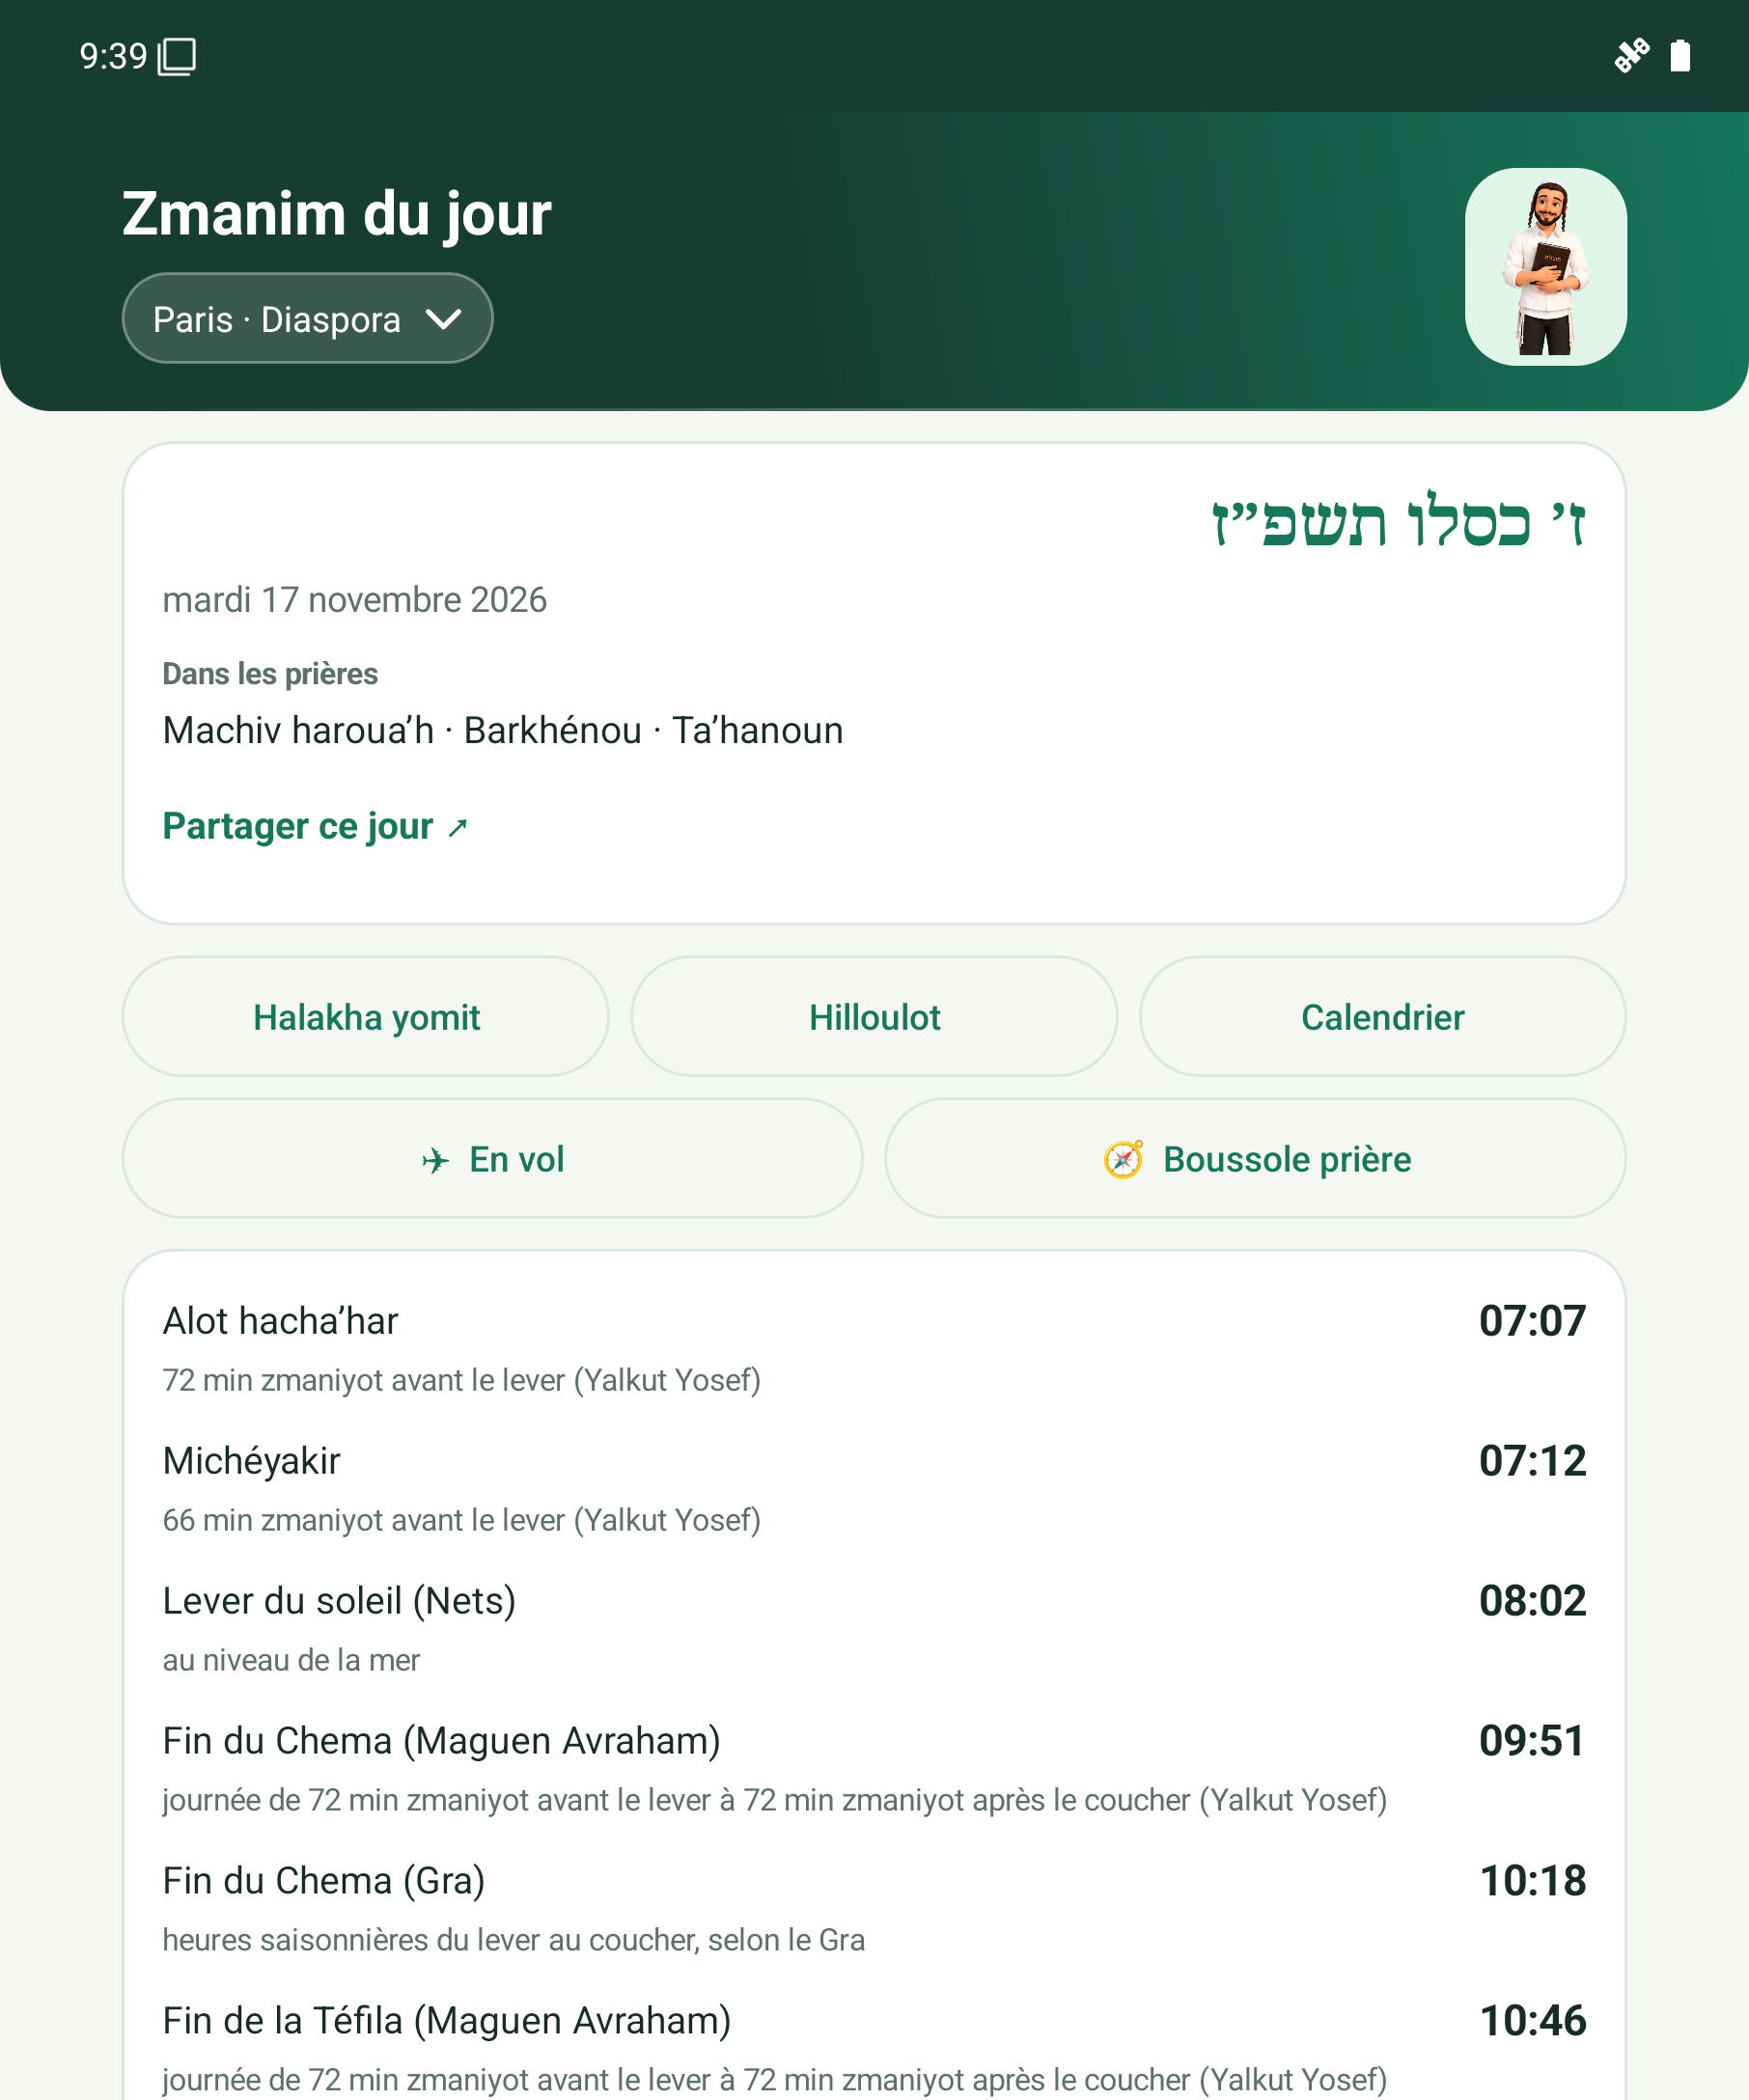 9:39
Zmanim du jour
Paris · Diaspora
ז׳ כסלו תשפ״ז
mardi 17 novembre 2026
Dans les prières
Machiv haroua’h · Barkhénou · Ta’hanoun
Partager ce jour ↗
Halakha yomit
Hilloulot
Calendrier
✈ En vol
🧭 Boussole prière
Alot hacha’har 07:07
72 min zmaniyot avant le lever (Yalkut Yosef)
Michéyakir 07:12
66 min zmaniyot avant le lever (Yalkut Yosef)
Lever du soleil (Nets) 08:02
au niveau de la mer
Fin du Chema (Maguen Avraham) 09:51
journée de 72 min zmaniyot avant le lever à 72 min zmaniyot après le coucher (Yalkut Yosef)
Fin du Chema (Gra) 10:18
heures saisonnières du lever au coucher, selon le Gra
Fin de la Téfila (Maguen Avraham) 10:46
journée de 72 min zmaniyot avant le lever à 72 min zmaniyot après le coucher (Yalkut Yosef)